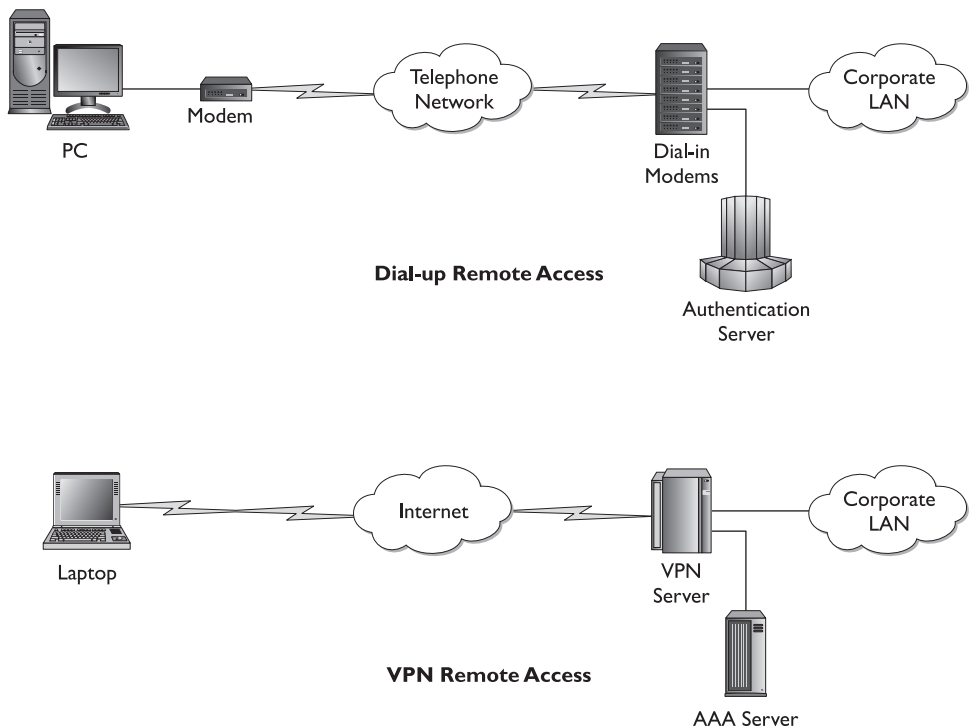 Telephone
Network
Corporate
LAN
Modem
PC
Dial-in
Modems
Dial-up Remote Access
Authentication
Server
Internet
Corporate
LAN
Laptop
VPN
Server
VPN Remote Access
AAA Server